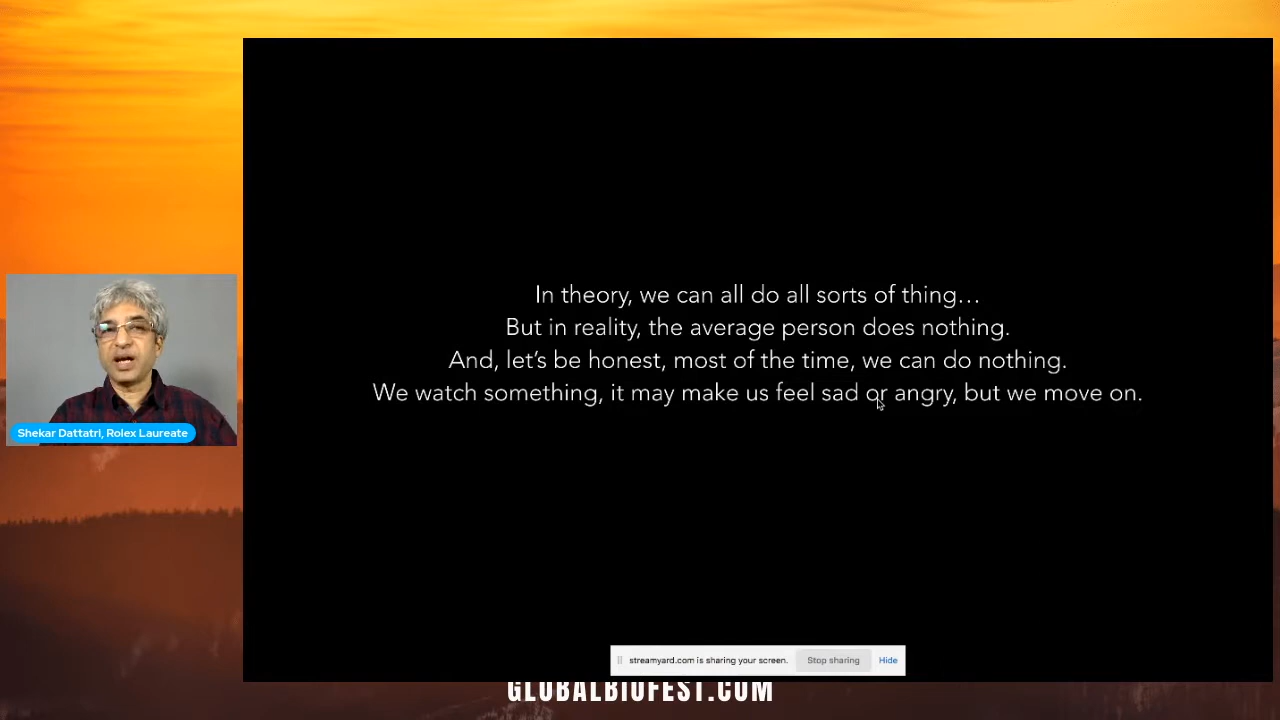 In theory, we can all do all sorts of thing…
But in reality, the average person does nothing.
And, let’s be honest, most of the time, we can do nothing.
We watch something, it may make us feel sad or angry, but we move on.
Shekar Dattatri, Rolex Laureate
streamyard.com is sharing your screen. Stop sharing Hide
GLOBALBIOFEST.COM